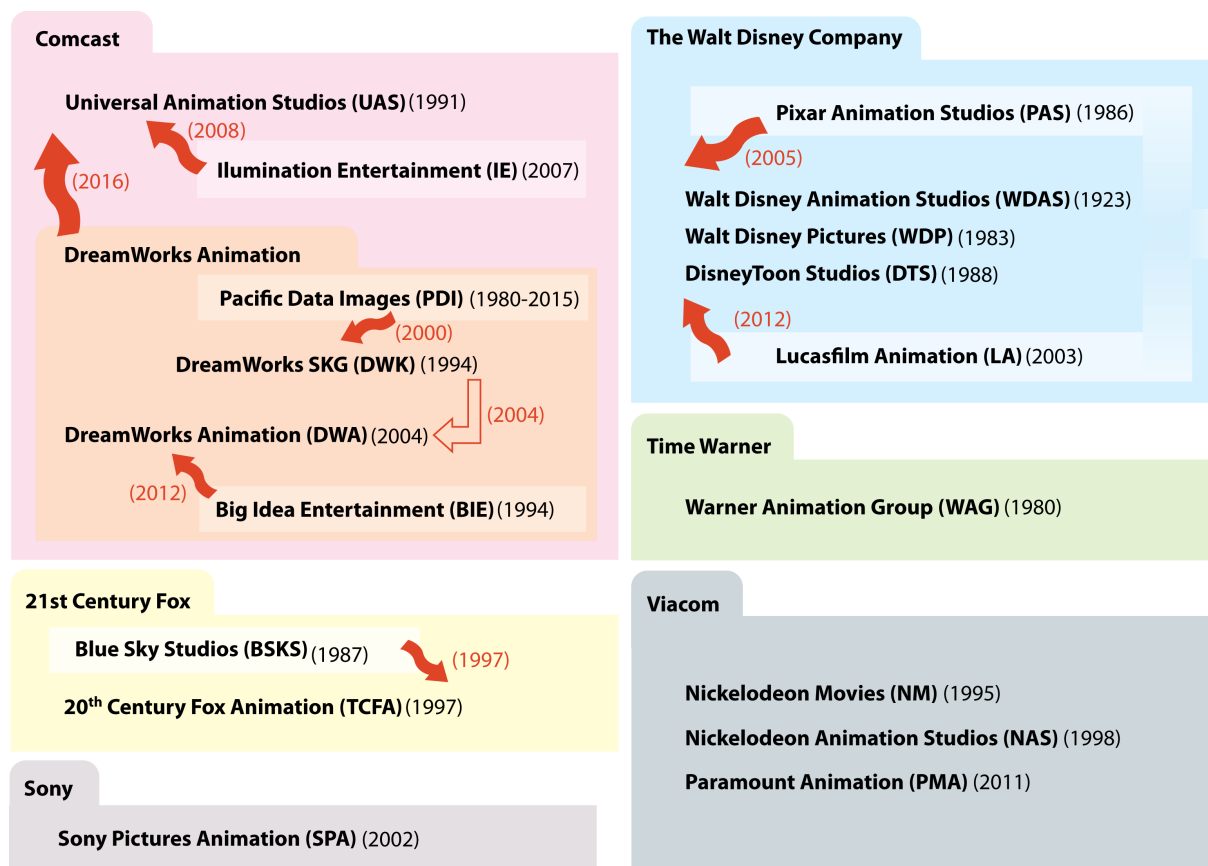 Comcast
Universal Animation Studios (UAS) (1991)
(2008)
Ilumination Entertainment (IE) (2007)
(2016)
DreamWorks Animation
Pacific Data Images (PDI) (1980-2015)
(2000)
DreamWorks SKG (DWK) (1994)
(2004)
DreamWorks Animation (DWA) (2004)
(2012)
Big Idea Entertainment (BIE) (1994)
21st Century Fox
Blue Sky Studios (BSKS) (1987)
(1997)
20th Century Fox Animation (TCFA) (1997)
Sony
Sony Pictures Animation (SPA) (2002)
The Walt Disney Company
Pixar Animation Studios (PAS) (1986)
(2005)
Walt Disney Animation Studios (WDAS) (1923)
Walt Disney Pictures (WDP) (1983)
DisneyToon Studios (DTS) (1988)
(2012)
Lucasfilm Animation (LA) (2003)
Time Warner
Warner Animation Group (WAG) (1980)
Viacom
Nickelodeon Movies (NM) (1995)
Nickelodeon Animation Studios (NAS) (1998)
Paramount Animation (PMA) (2011)